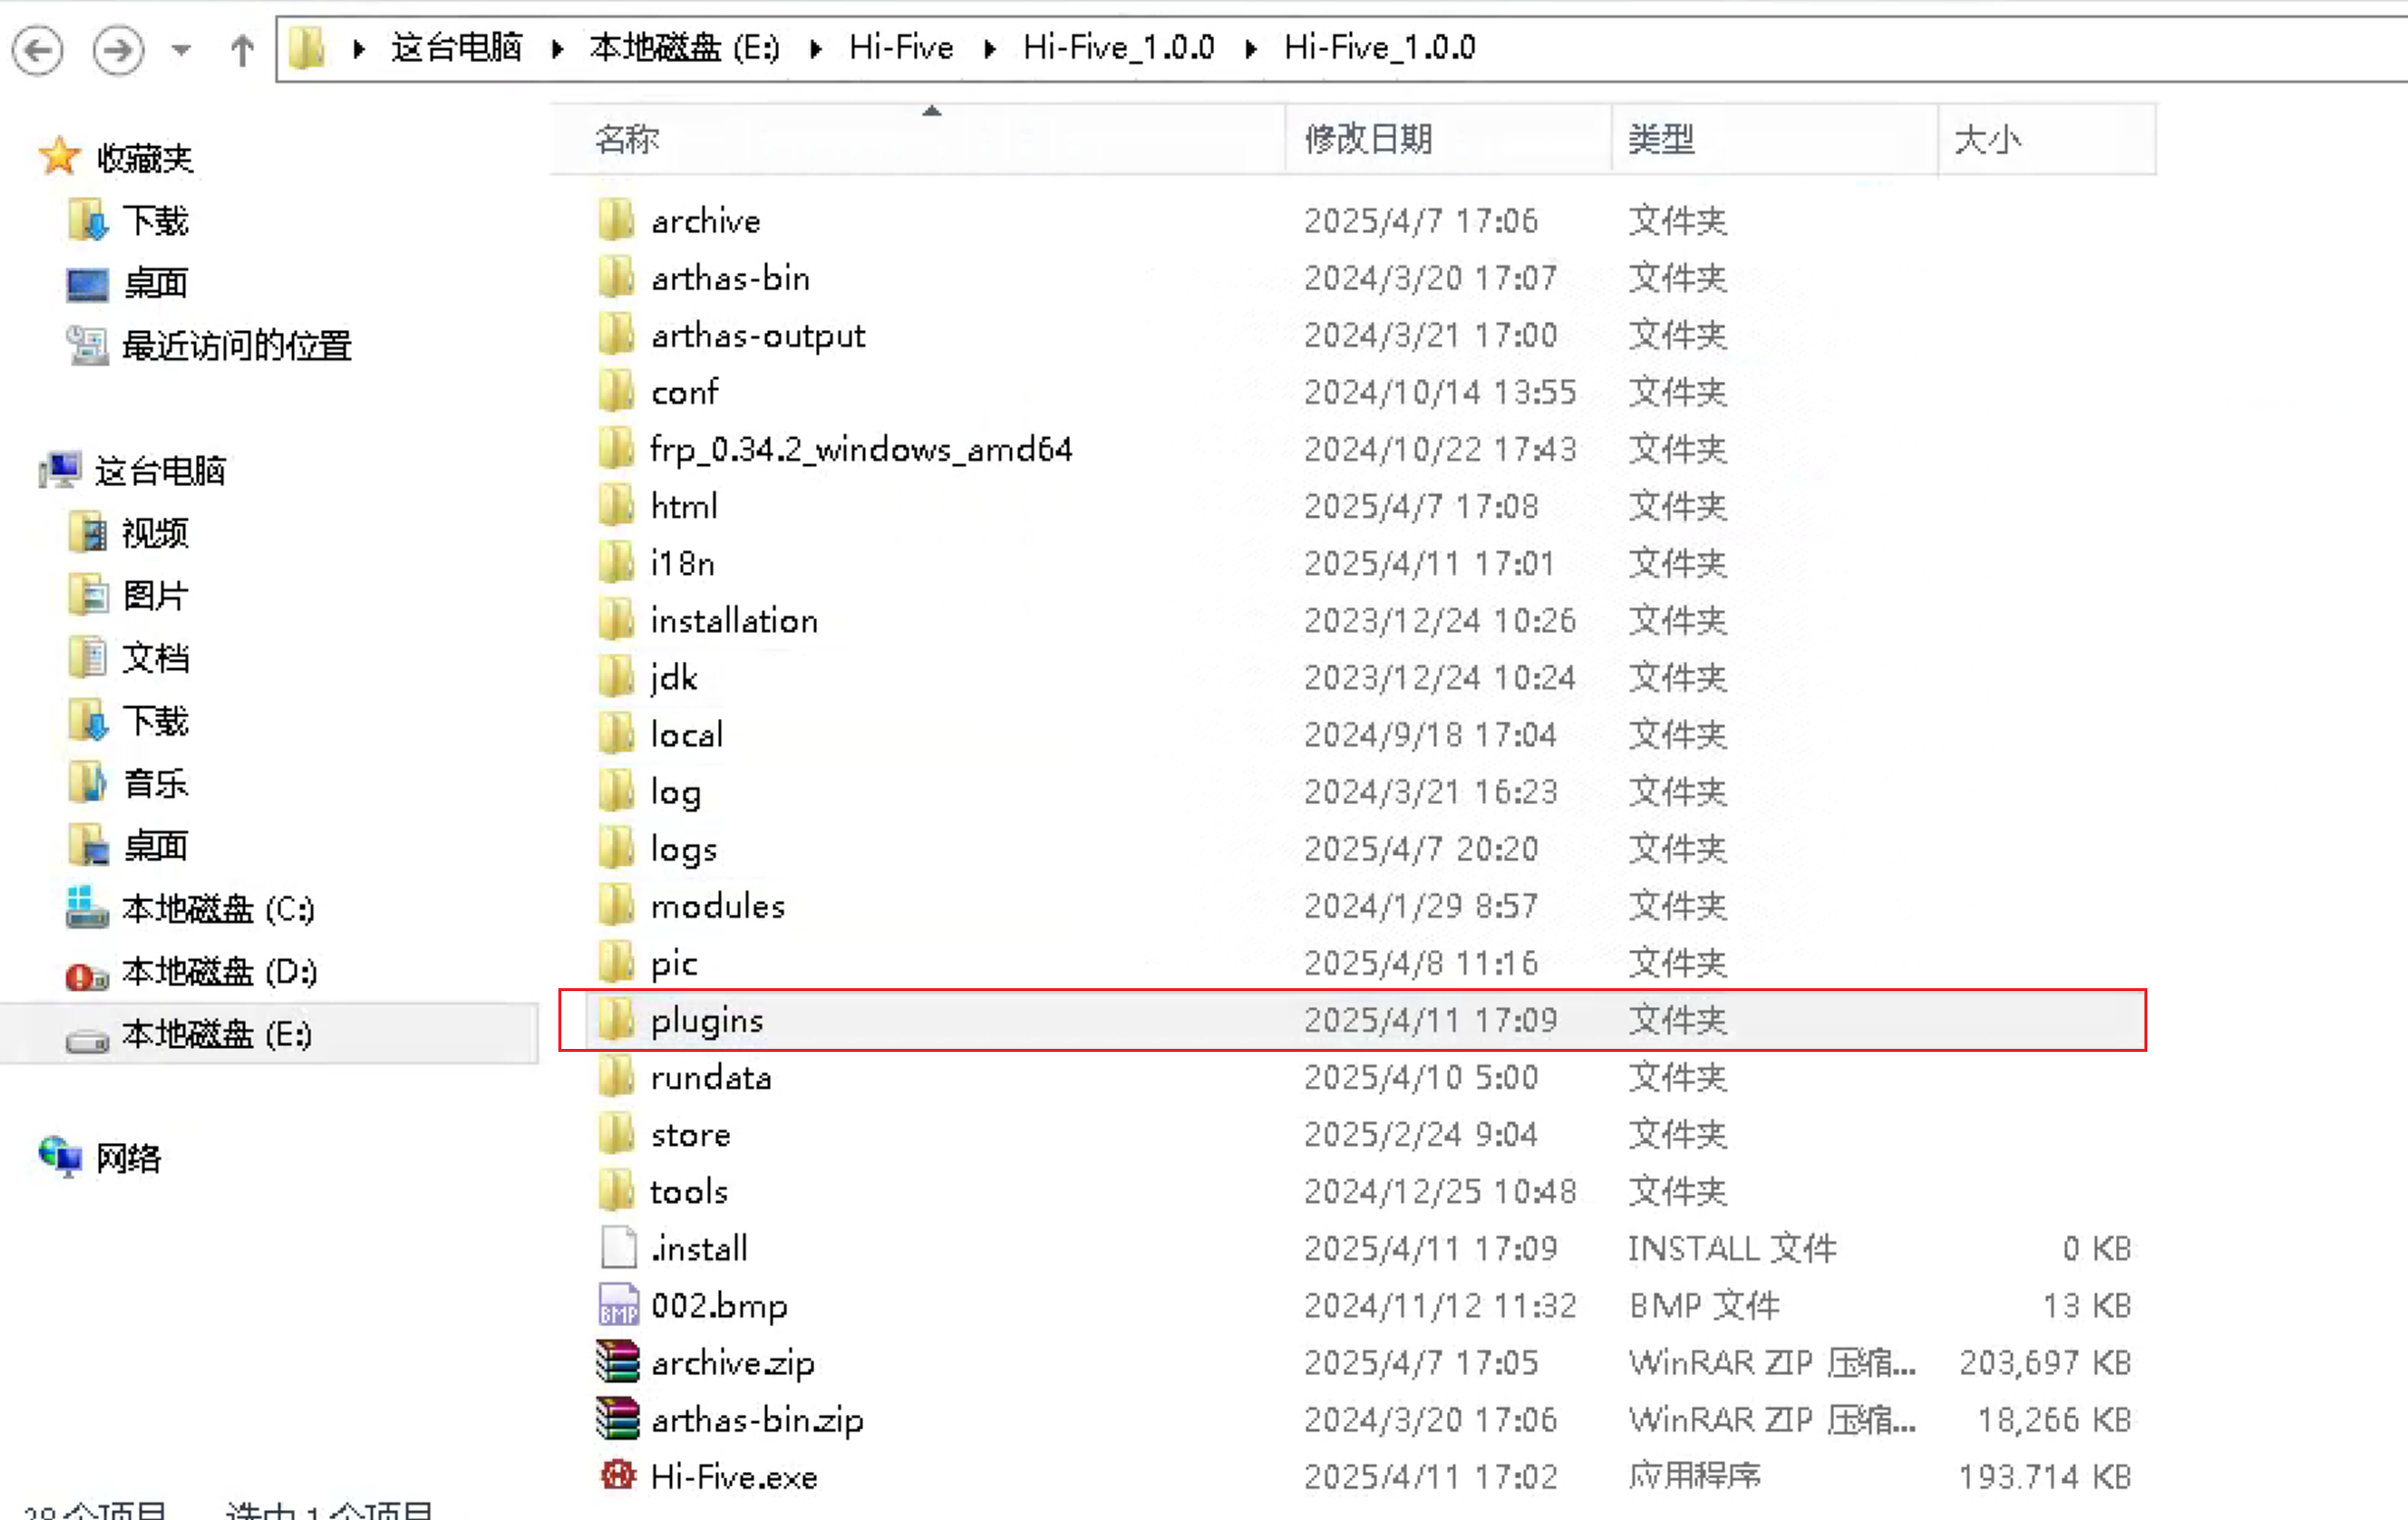 这台电脑 本地磁盘 (E:) Hi-Five Hi-Five_1.0.0 Hi-Five_1.0.0
收藏夹
下载
桌面
最近访问的位置
这台电脑
视频
图片
文档
下载
音乐
桌面
本地磁盘 (C:)
本地磁盘 (D:)
本地磁盘 (E:)
网络
名称 修改日期 类型 大小
archive 2025/4/7 17:06 文件夹
arthas-bin 2024/3/20 17:07 文件夹
arthas-output 2024/3/21 17:00 文件夹
conf 2024/10/14 13:55 文件夹
frp_0.34.2_windows_amd64 2024/10/22 17:43 文件夹
html 2025/4/7 17:08 文件夹
i18n 2025/4/11 17:01 文件夹
installation 2023/12/24 10:26 文件夹
jdk 2023/12/24 10:24 文件夹
local 2024/9/18 17:04 文件夹
log 2024/3/21 16:23 文件夹
logs 2025/4/7 20:20 文件夹
modules 2024/1/29 8:57 文件夹
pic 2025/4/8 11:16 文件夹
plugins 2025/4/11 17:09 文件夹
rundata 2025/4/10 5:00 文件夹
store 2025/2/24 9:04 文件夹
tools 2024/12/25 10:48 文件夹
.install 2025/4/11 17:09 INSTALL 文件 0 KB
BMP 002.bmp 2024/11/12 11:32 BMP 文件 13 KB
archive.zip 2025/4/7 17:05 WinRAR ZIP 压缩... 203,697 KB
arthas-bin.zip 2024/3/20 17:06 WinRAR ZIP 压缩... 18,266 KB
Hi-Five.exe 2025/4/11 17:02 应用程序 193,714 KB
个项目 选中 1 个项目